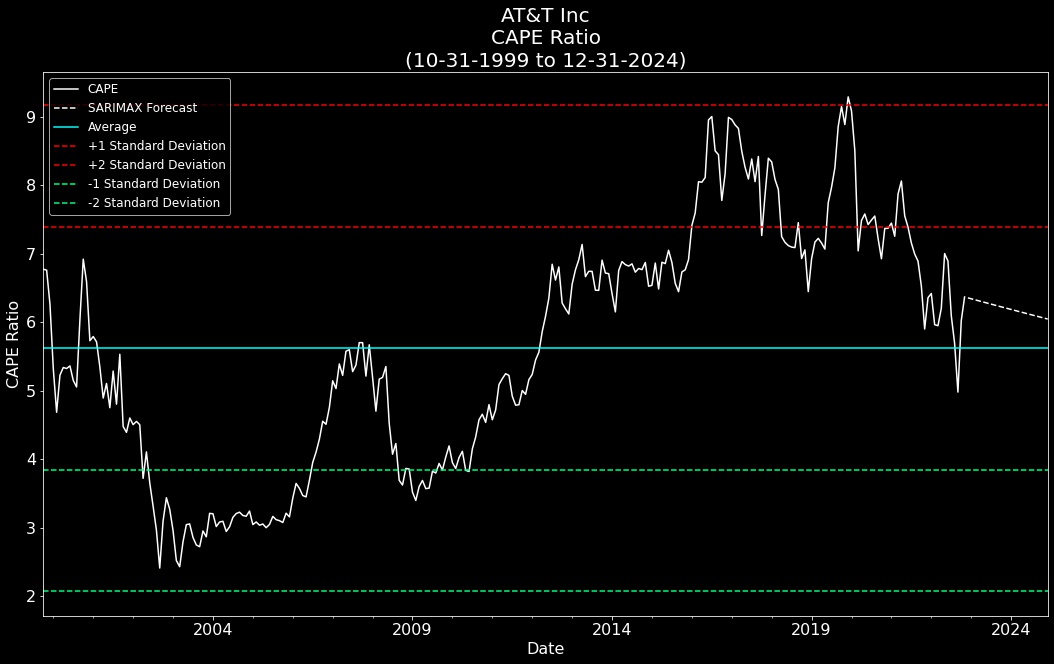 AT&T Inc
CAPE Ratio
(10-31-1999 to 12-31-2024)
CAPE
SARIMAX Forecast
Average
+1 Standard Deviation
+2 Standard Deviation
-1 Standard Deviation
-2 Standard Deviation
CAPE Ratio
9
8
7
6
5
4
3
2
2004
2009
2014
2019
2024
Date